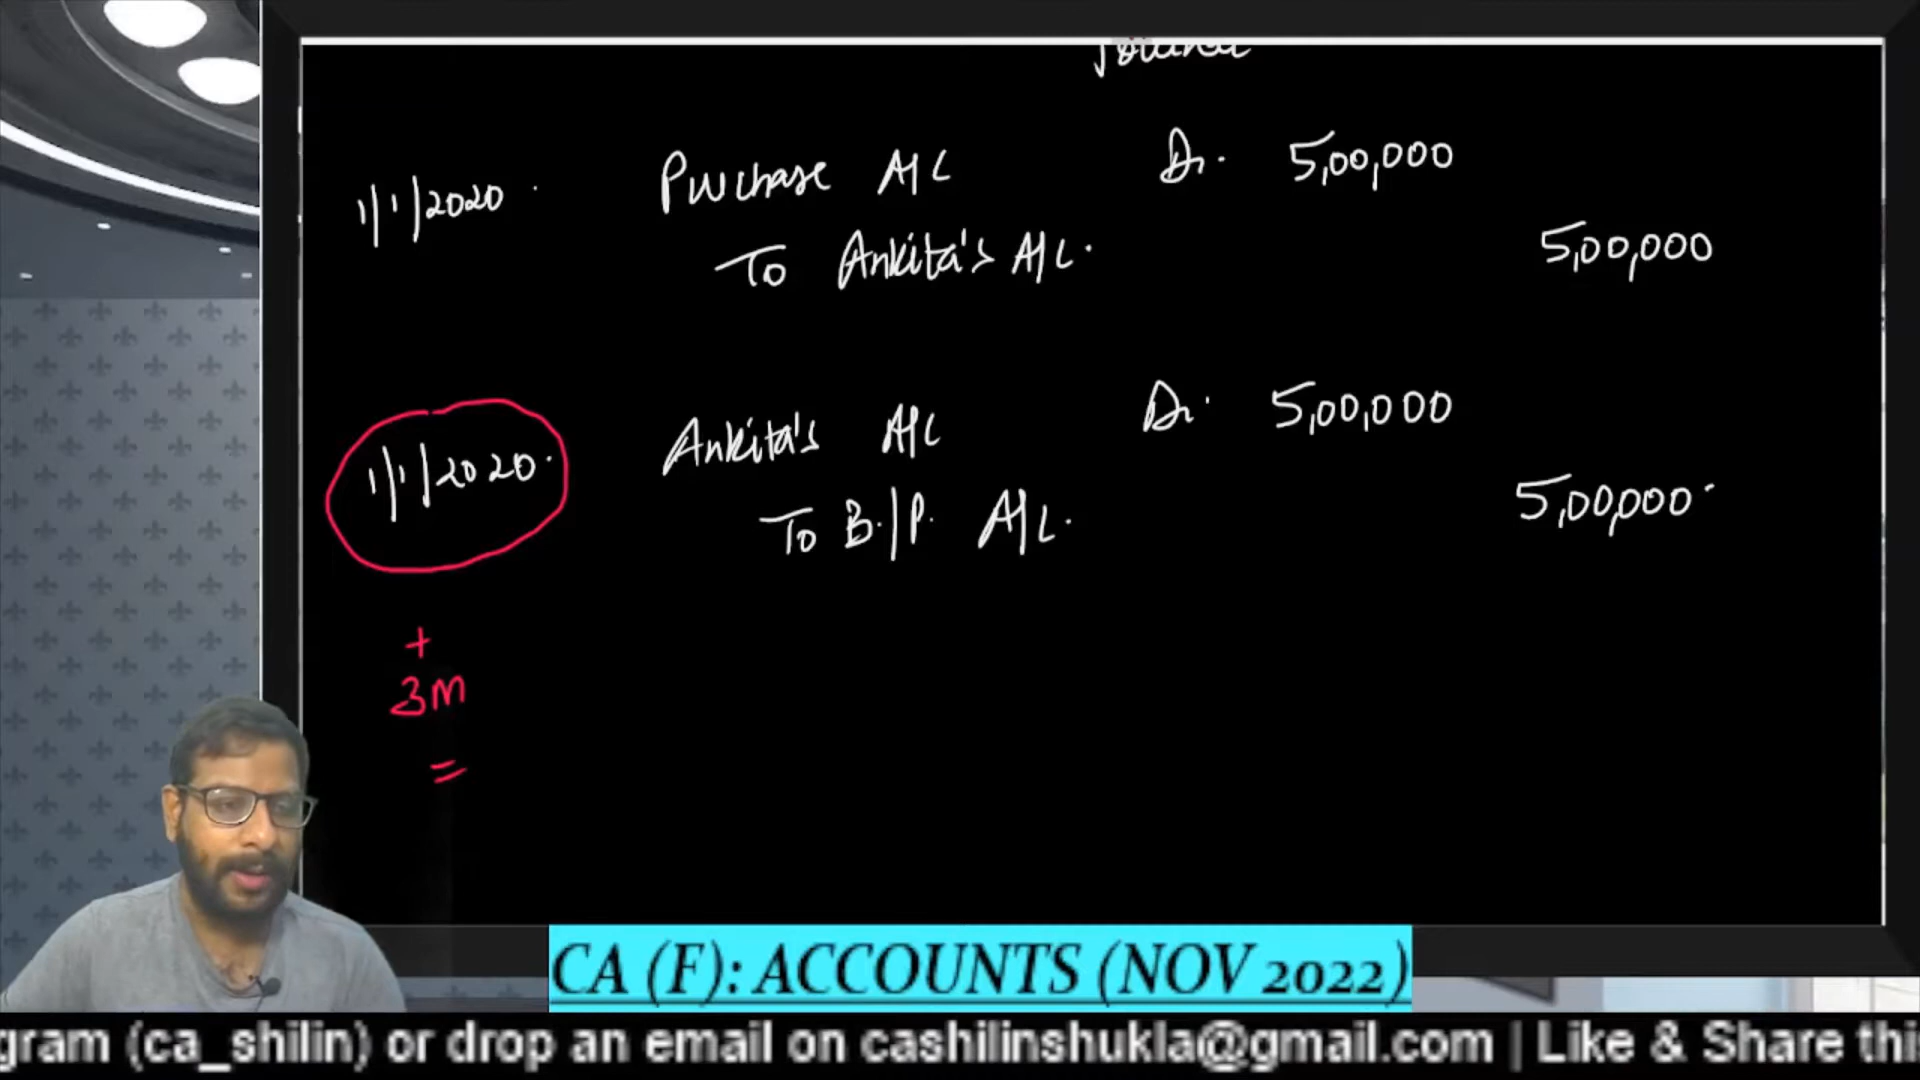 1/1/2020 Purchase A/c Dr. 5,00,000
To Ankita's A/c. 5,00,000
1/1/2020. Ankita's A/c Dr. 5,00,000
To B./P. A/c. 5,00,000
+
3m
=
CA (F): ACCOUNTS (NOV 2022)
gram (ca_shilin) or drop an email on cashilinshukla@gmail.com | Like & Share this